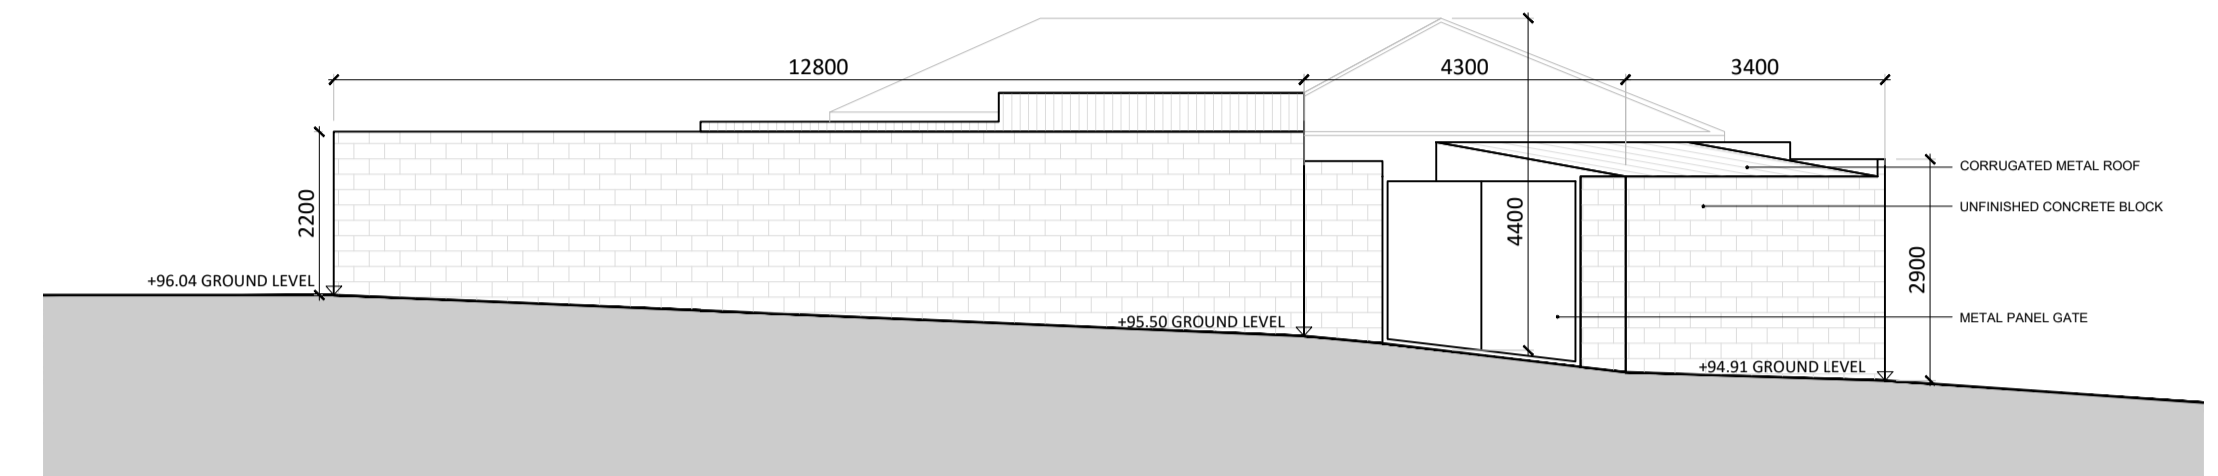 12800
4300
3400
CORRUGATED METAL ROOF
2200
UNFINISHED CONCRETE BLOCK
4400
2900
+96.04 GROUND LEVEL
+95.50 GROUND LEVEL
METAL PANEL GATE
+94.91 GROUND LEVEL